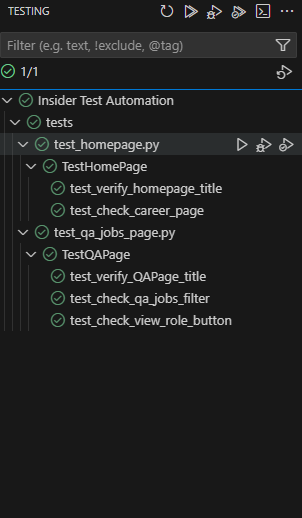 TESTING
Filter (e.g. text, !exclude, @tag)
1/1
Insider Test Automation
tests
test_homepage.py
TestHomePage
test_verify_homepage_title
test_check_career_page
test_qa_jobs_page.py
TestQAPage
test_verify_QAPage_title
test_check_qa_jobs_filter
test_check_view_role_button